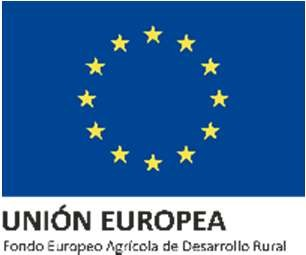 UNIÓN EUROPEA
Fondo Europeo Agrícola de Desarrollo Rural